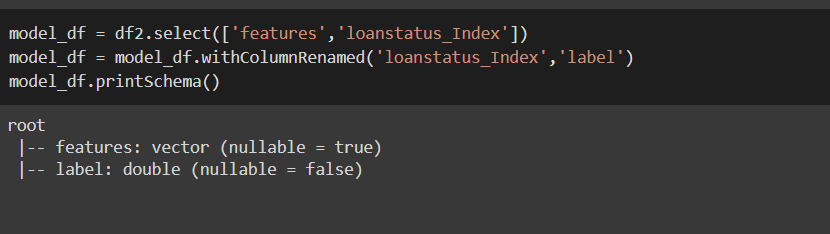 model_df = df2.select(['features','loanstatus_Index'])
model_df = model_df.withColumnRenamed('loanstatus_Index','label')
model_df.printSchema()
root
 |-- features: vector (nullable = true)
 |-- label: double (nullable = false)